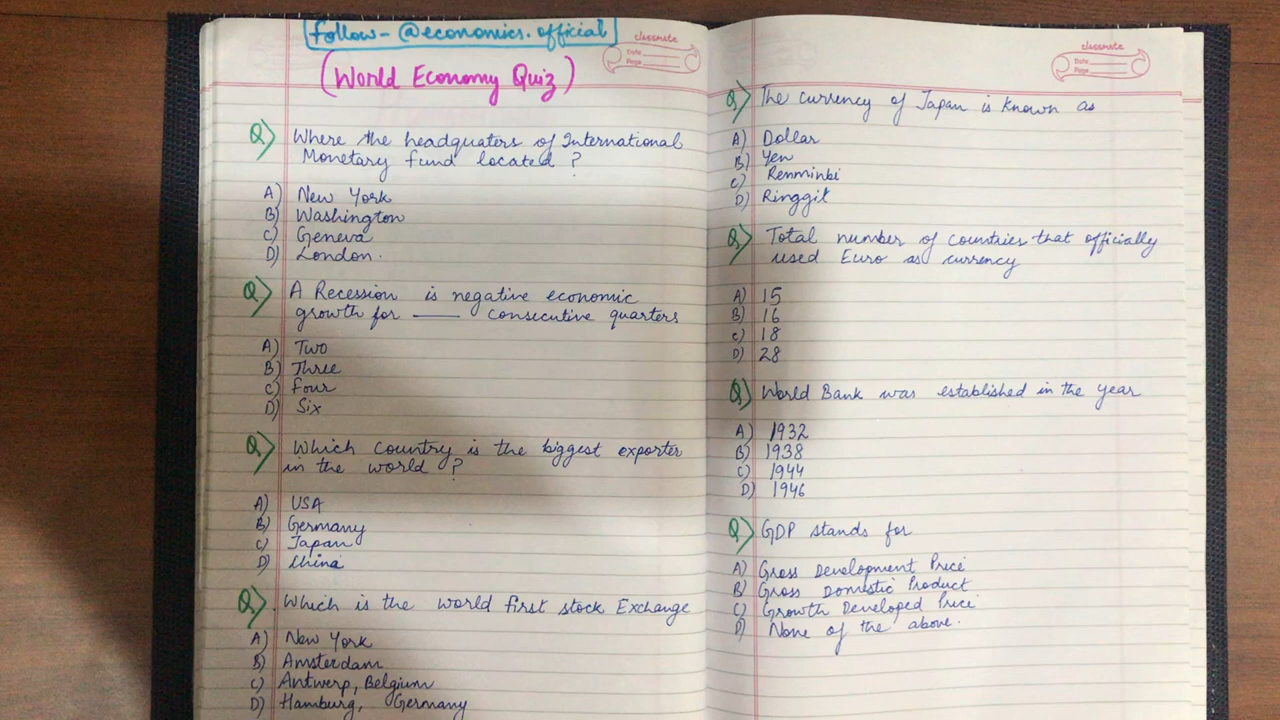 follow- @economics.official
(World Economy Quiz)
classmate
Date
Page
Q) Where the headquaters of International
Monetary fund located ?
A) New York
B) Washington
C) Geneva
D) London.
Q) A Recession is negative economic
growth for ___ consecutive quarters
A) Two
B) Three
C) four
D) Six
Q) Which country is the biggest exporter
in the world ?
A) USA
B) Germany
C) Japan
D) China
Q) Which is the world first stock Exchange
A) New York
B) Amsterdam
C) Antwerp, Belgium
D) Hamburg, Germany
classmate
Date
Page
Q) The currency of Japan is known as
A) Dollar
B) Yen
C) Renminbi
D) Ringgit
Q) Total number of countries that officially
used Euro as currency
A) 15
B) 16
C) 18
D) 28
Q) World Bank was established in the year
A) 1932
B) 1938
C) 1944
D) 1946
Q) GDP stands for
A) Gross Development Price
B) Gross Domestic Product
C) Growth Developed Price
D) None of the above.